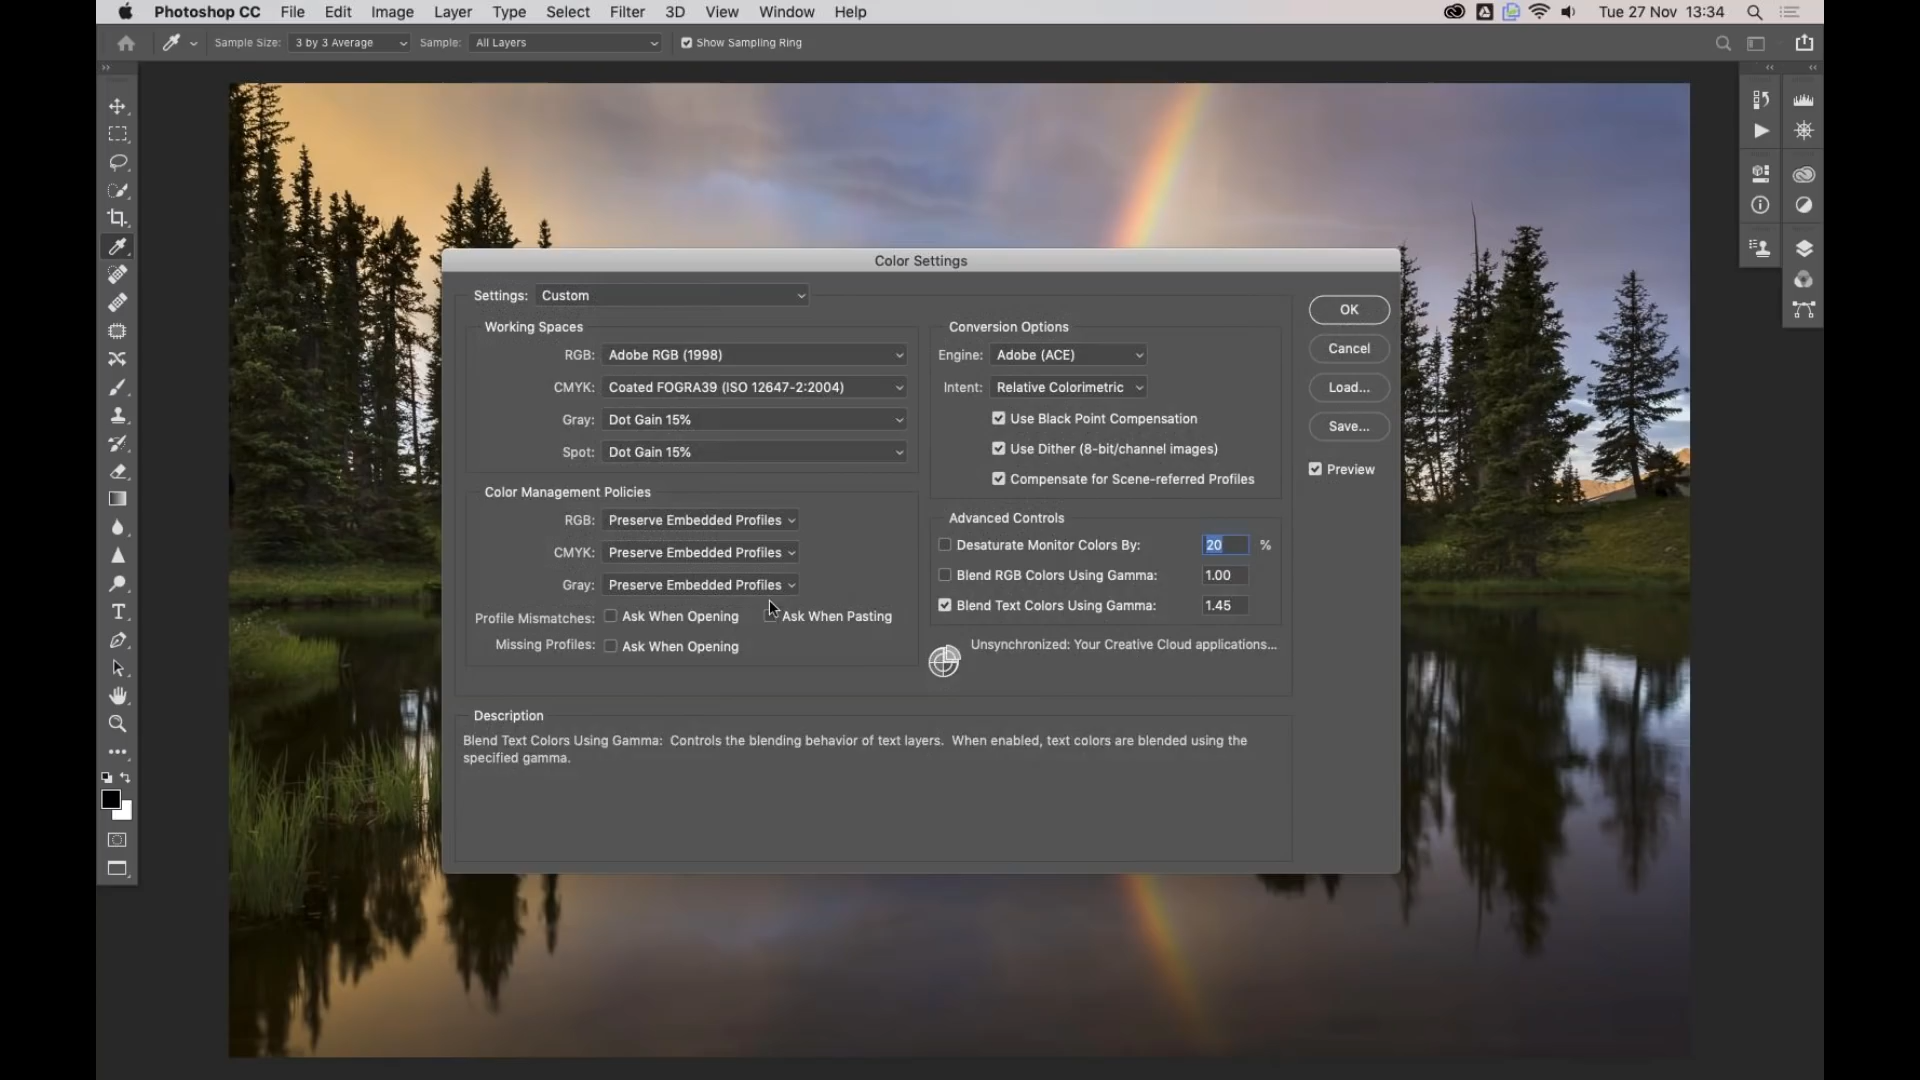 Photoshop CC File Edit Image Layer Type Select Filter 3D View Window Help Tue 27 Nov 13:34
Sample Size: 3 by 3 Average Sample: All Layers Show Sampling Ring
Color Settings
Settings: Custom
Working Spaces
RGB: Adobe RGB (1998)
CMYK: Coated FOGRA39 (ISO 12647-2:2004)
Gray: Dot Gain 15%
Spot: Dot Gain 15%
Color Management Policies
RGB: Preserve Embedded Profiles
CMYK: Preserve Embedded Profiles
Gray: Preserve Embedded Profiles
Profile Mismatches: Ask When Opening Ask When Pasting
Missing Profiles: Ask When Opening
Conversion Options
Engine: Adobe (ACE)
Intent: Relative Colorimetric
Use Black Point Compensation
Use Dither (8-bit/channel images)
Compensate for Scene-referred Profiles
Advanced Controls
Desaturate Monitor Colors By: 20 %
Blend RGB Colors Using Gamma: 1.00
Blend Text Colors Using Gamma: 1.45
Unsynchronized: Your Creative Cloud applications...
OK
Cancel
Load...
Save...
Preview
Description
Blend Text Colors Using Gamma: Controls the blending behavior of text layers. When enabled, text colors are blended using the
specified gamma.